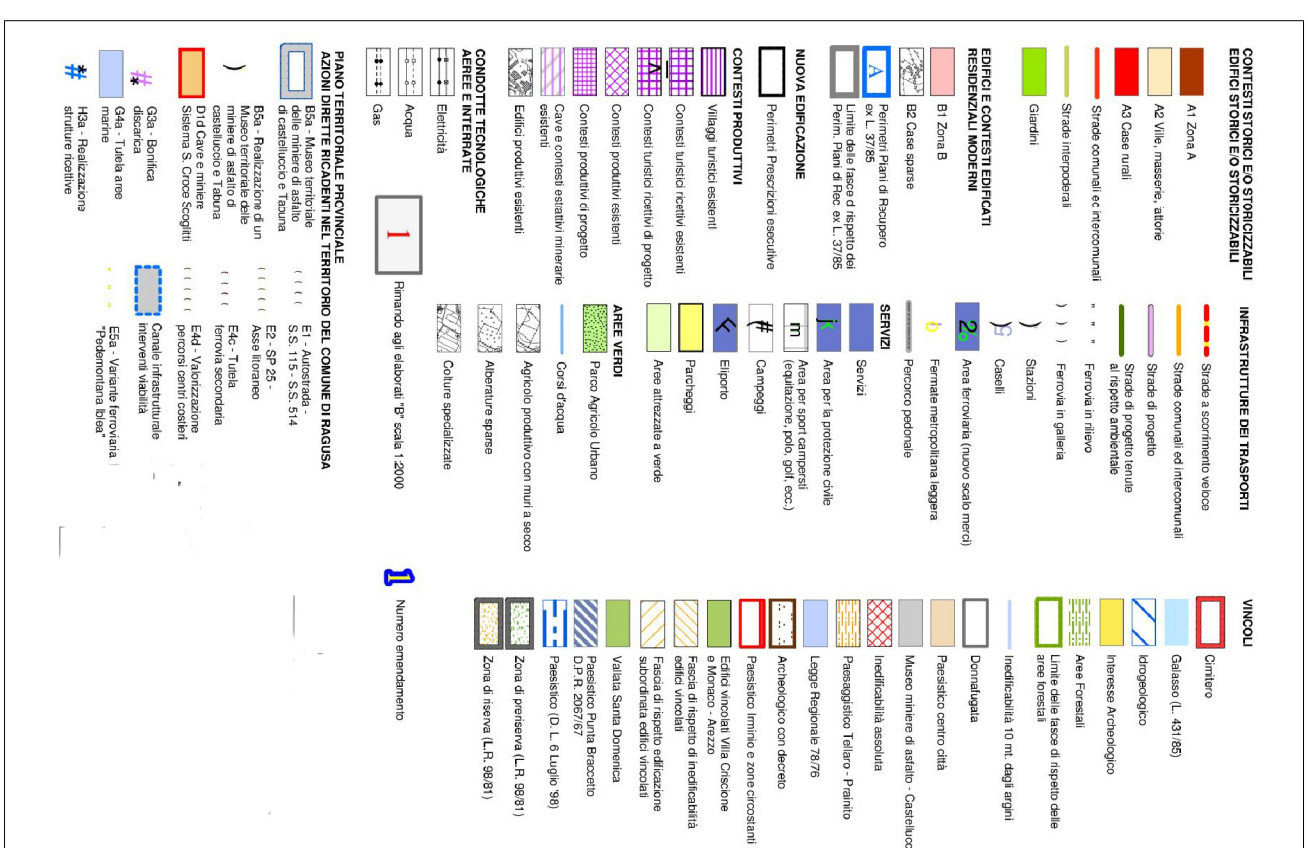 CONTESTI STORICI E/O STORICIZZABILI
EDIFICI STORICI E/O STORICIZZABILI
A1 Zona A
A2 Ville, masserie, fattorie
A3 Case rurali
Strade comunali ec intercomunali
Strade interpoderali
Giardini
EDIFICI E CONTESTI EDIFICATI
RESIDENZIALI MODERNI
B1 Zona B
B2 Case sparse
A
Perimetri Piani di Recupero
ex L. 37/85
Limite delle fasce d rispetto dei
Perim. Piani di Rec. ex L. 37/85
NUOVA EDIFICAZIONE
Perimetri Prescrizioni esecutive
CONTESTI PRODUTTIVI
Villaggi turistici esistenti
Contesti turistici ricettivi esistenti
Contesti turistici ricettivi di progetto
Contesti produttivi esistenti
Contesti produttivi di progetto
Cave e contesti estrattivi minerarie
esistenti
Edifici produttivi esistenti
CONDOTTE TECNOLOGICHE
AEREE E INTERRATE
Elettricità
Acqua
Gas
1
Rimando agli elaborati "B" scala 1:2000
PIANO TERRITORIALE PROVINCIALE
AZIONI DIRETTE RICADENTI NEL TERRITORIO DEL COMUNE DI RAGUSA
B5a - Museo territoriale
delle miniere di asfalto
di castelluccio e Tabuna
B5a - Realizzazione di un
Museo territoriale delle
miniere di asfalto di
castelluccio e Tabuna
D1d Cave e miniere
Sistema S. Croce Scoglitti
G3a - Bonifica
discarica
G4a - Tutela aree
marine
H3a - Realizzazione
strutture ricettive
E1 - Autostrada -
S.S. 115 - S.S. 514
E2 - SP 25 -
Asse litoraneo
E4c - Tutela
ferrovia secondaria
E4d - Valorizzazione
percorsi centri costieri
Canale infrastrutturale
interventi viabilità
E5a - Variante ferroviaria
"Pedemontana Iblea"
INFRASTRUTTURE DEI TRASPORTI
Strade a scorrimento veloce
Strade comunali ed intercomunali
Strade di progetto
Strade di progetto tenute
al rispetto ambientale
Ferrovia in rilievo
Ferrovia in galleria
Stazioni
Caselli
Area ferroviaria (nuovo scalo merci)
Fermate metropolitana leggera
Percorco pedonale
SERVIZI
Servizi
Area per la protezione civile
Area per sport campersti
(equitazione, polo, golf, ecc.)
Campeggi
Eliporto
Parcheggi
Aree attrezzate a verde
AREE VERDI
Parco Agricolo Urbano
Corsi d'acqua
Agricolo produttivo con muri a secco
Alberature sparse
Colture specializzate
VINCOLI
Cimitero
Galasso (L. 431/85)
Idrogeologico
Interesse Archeologico
Aree Forestali
Limite delle fasce di rispetto delle
aree forestali
Inedificabilità 10 mt. dagli argini
Donnafugata
Paesistico centro città
Museo miniere di asfalto - Castellucc
Inedificabilità assoluta
Paesaggistico Tellaro - Prainito
Legge Regionale 78/76
Archeologico con decreto
Paesistico Irminio e zone circostanti
Edifici vincolati Villa Criscione
e Monaco - Arezzo
Fascia di rispetto di inedificabilità
edifici vincolati
Fascia di rispetto edificazione
subordinata edifici vincolati
Vallata Santa Domenica
Paesistico Punta Braccetto
D.P.R. 2067/67
Paesistico (D. L. 6 Luglio '98)
Zona di preriserva (L.R. 98/81)
Zona di riserva (L.R. 98/81)
1
Numero emendamento